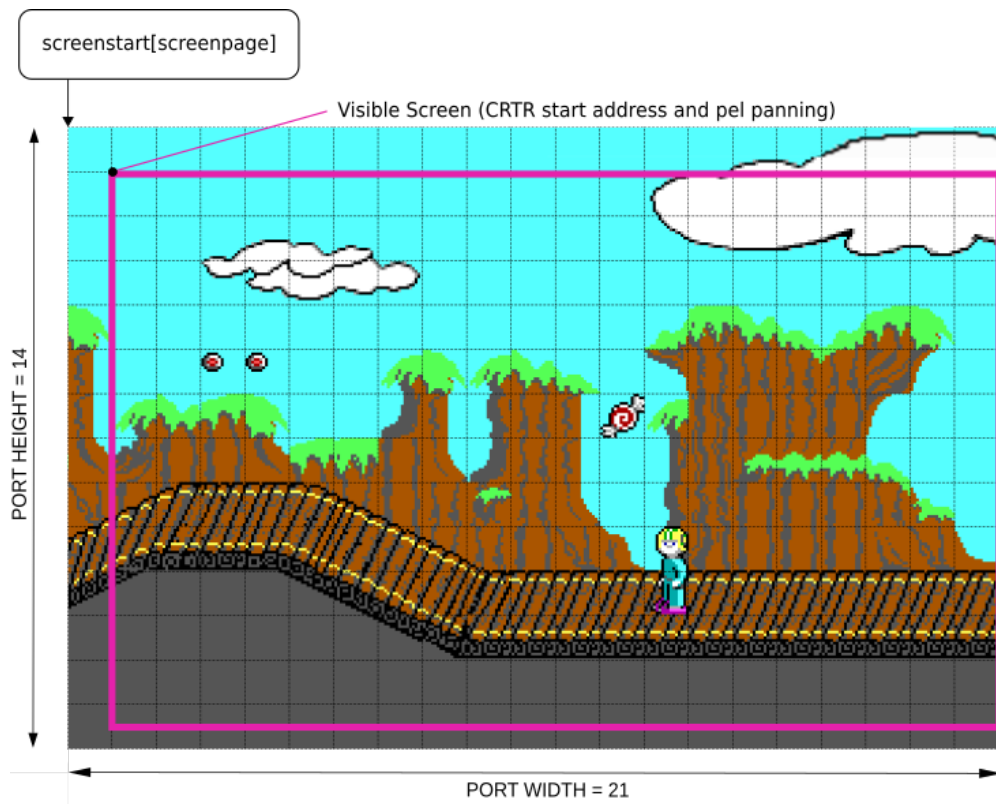 screenstart[screenpage]
Visible Screen (CRTR start address and pel panning)
PORT HEIGHT = 14
PORT WIDTH = 21